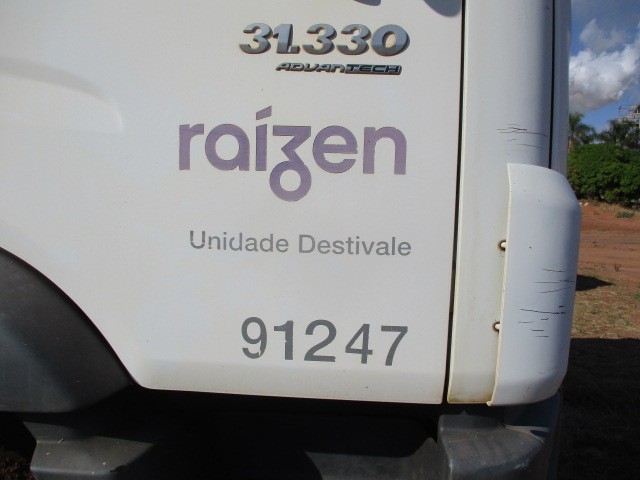 31.330
ADVANTECH
raízen
Unidade Destivale
91247